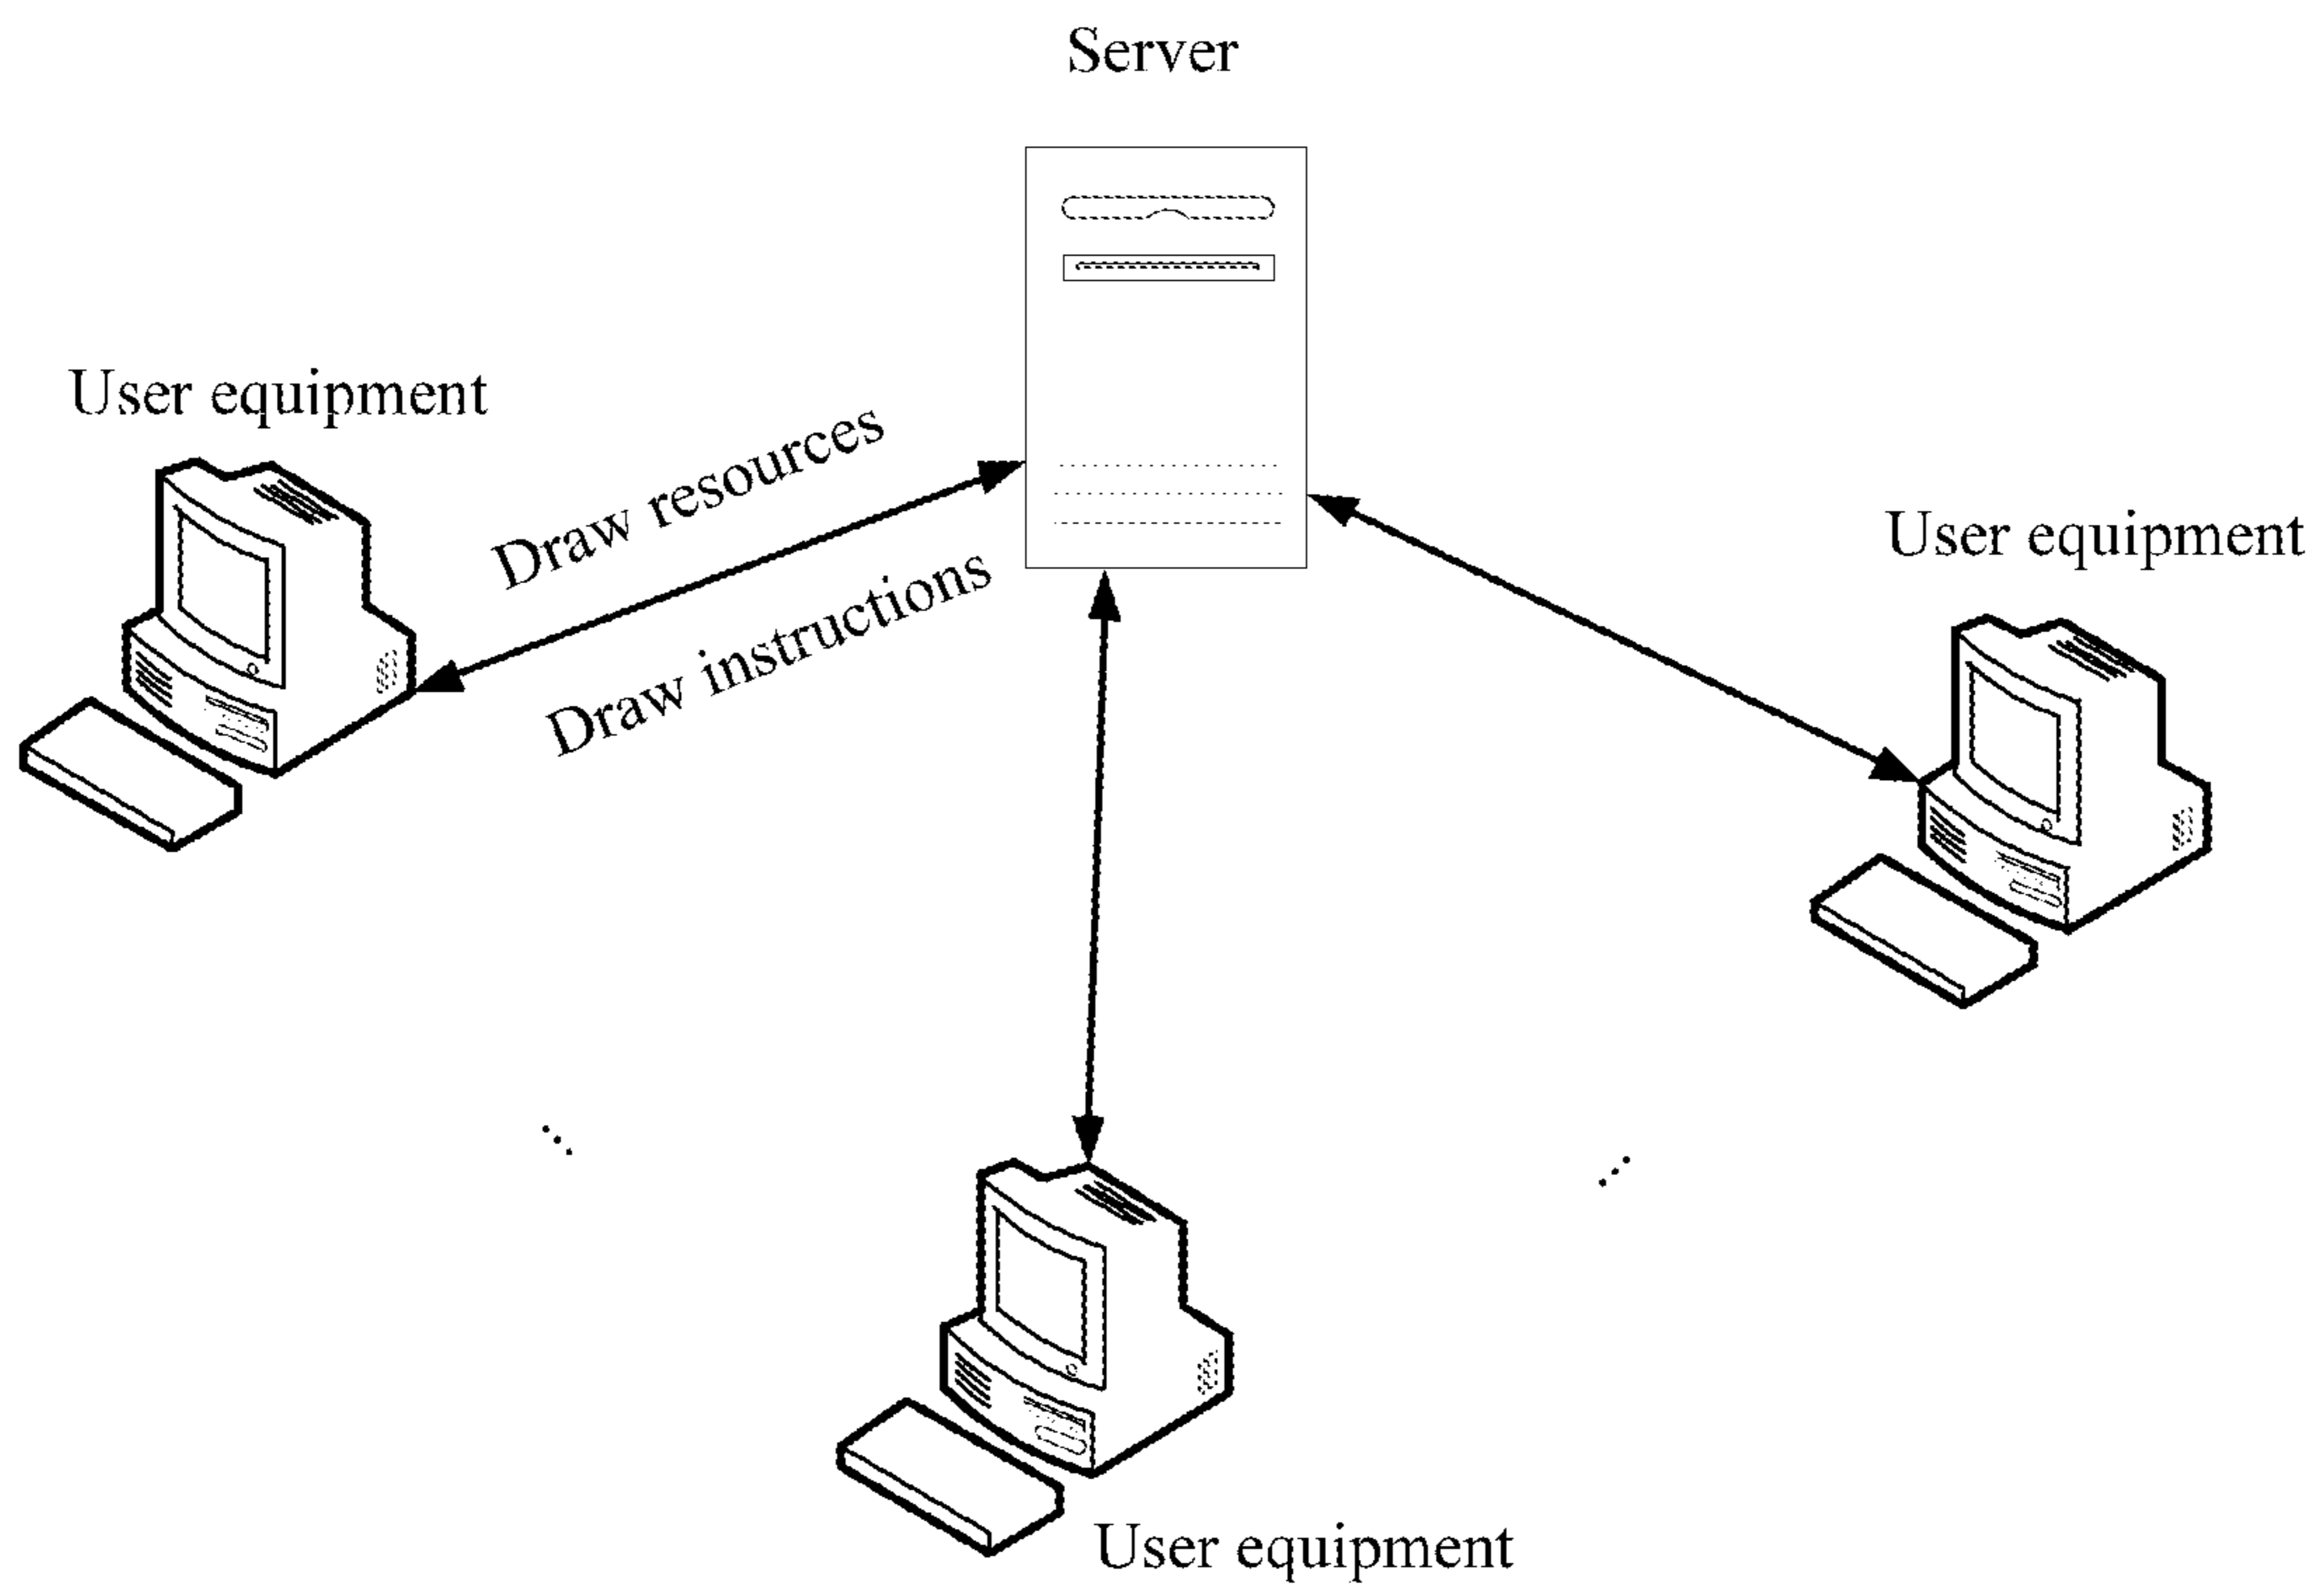 Server
User equipment
Draw resources
Draw instructions
User equipment
User equipment